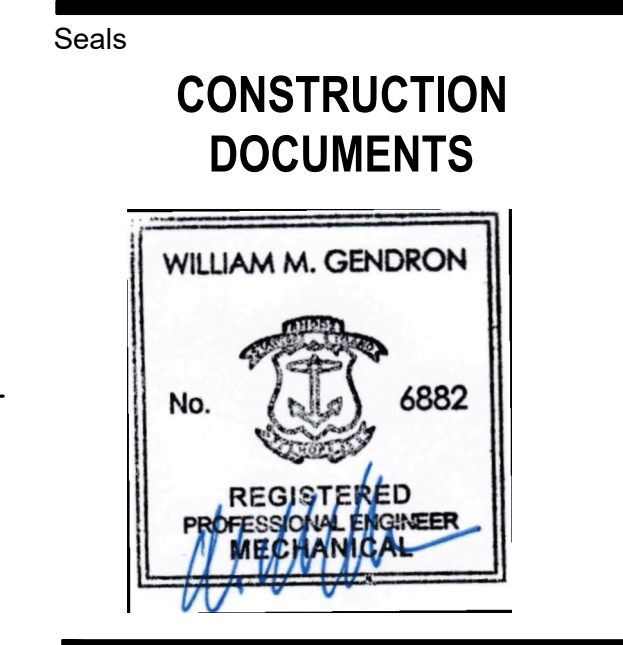 Seals
CONSTRUCTION
DOCUMENTS
WILLIAM M. GENDRON
No. 6882
REGISTERED
PROFESSIONAL ENGINEER
MECHANICAL